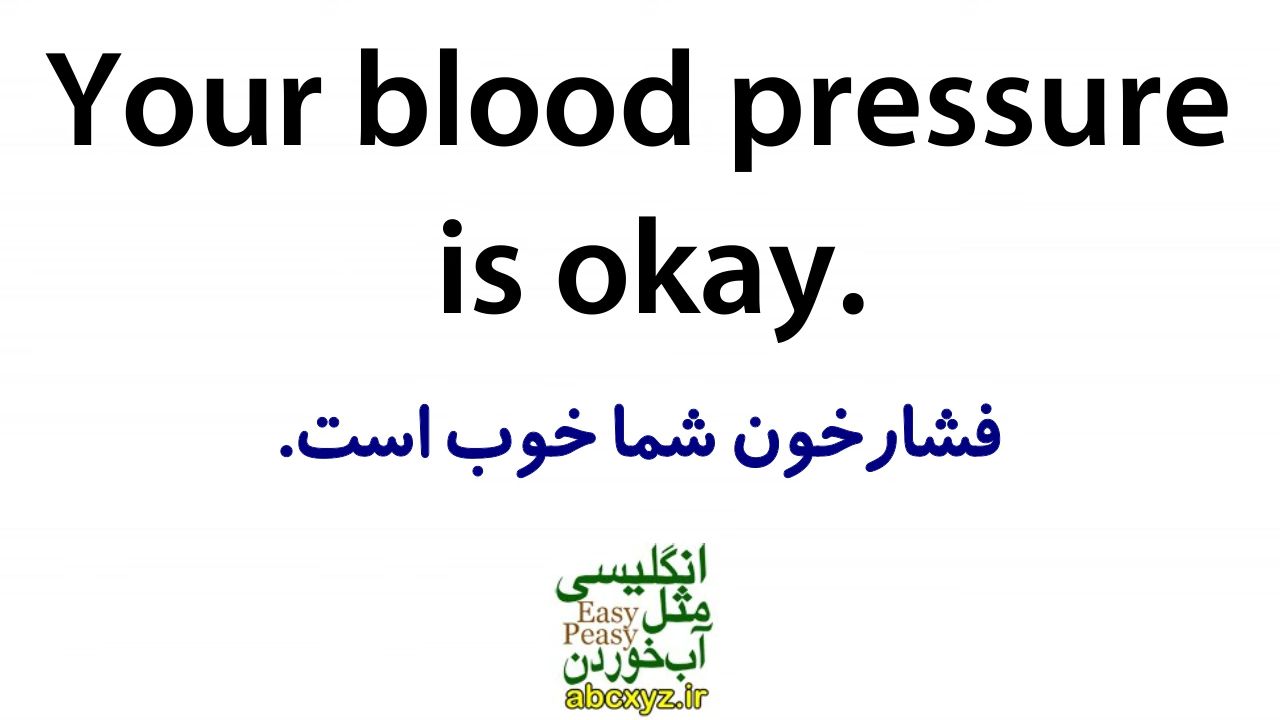 Your blood pressure
is okay.
فشارخون شما خوب است.
انگلیسی
مثل
Easy
Peasy
آب‌خوردن
abcxyz.ir